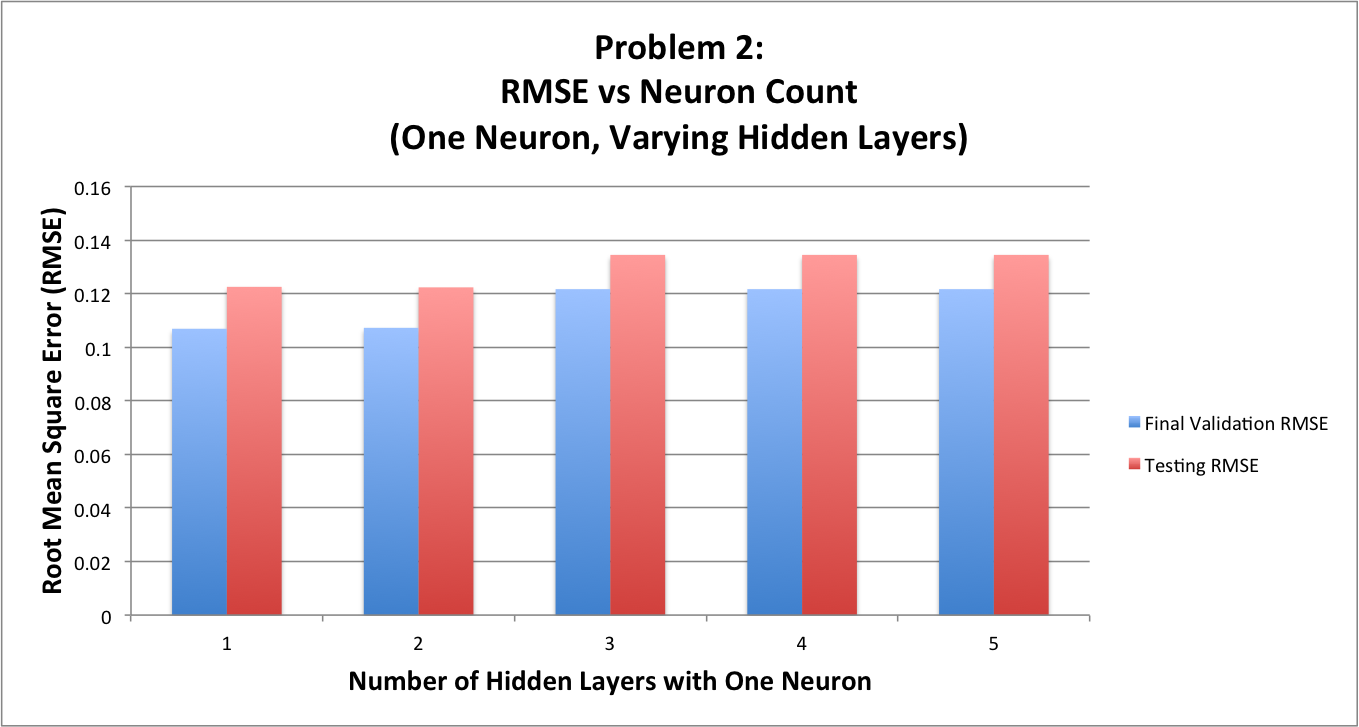 Problem 2:
RMSE vs Neuron Count
(One Neuron, Varying Hidden Layers)
Root Mean Square Error (RMSE)
0.16
0.14
0.12
0.1
0.08
0.06
0.04
0.02
0
1 2 3 4 5
Number of Hidden Layers with One Neuron
Final Validation RMSE
Testing RMSE